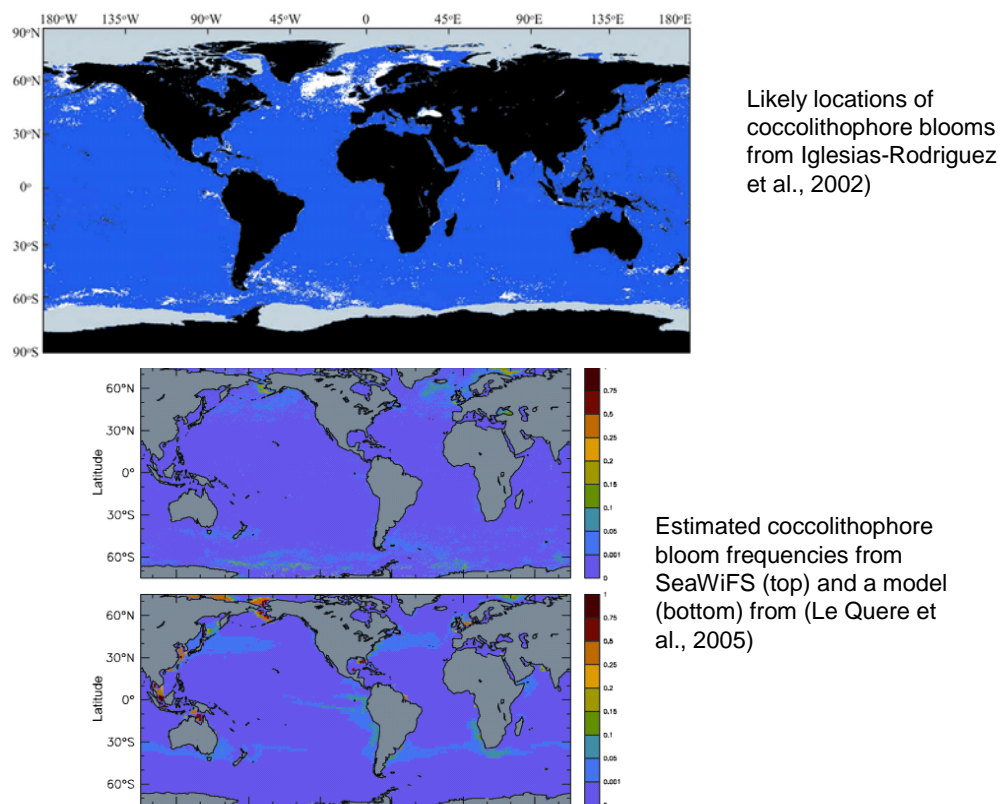 180°W 135°W 90°W 45°W 0 45°E 90°E 135°E 180°E
90°N
60°N
30°N
0°
30°S
60°S
90°S
Likely locations of
coccolithophore blooms
from Iglesias-Rodriguez
et al., 2002)
60°N
30°N
0°
30°S
60°S
Latitude
0.75
0.5
0.25
0.2
0.15
0.1
0.05
0.001
0
Estimated coccolithophore
bloom frequencies from
SeaWiFS (top) and a model
(bottom) from (Le Quere et
al., 2005)
60°N
30°N
0°
30°S
60°S
Latitude
1
0.75
0.5
0.25
0.2
0.15
0.1
0.05
0.001